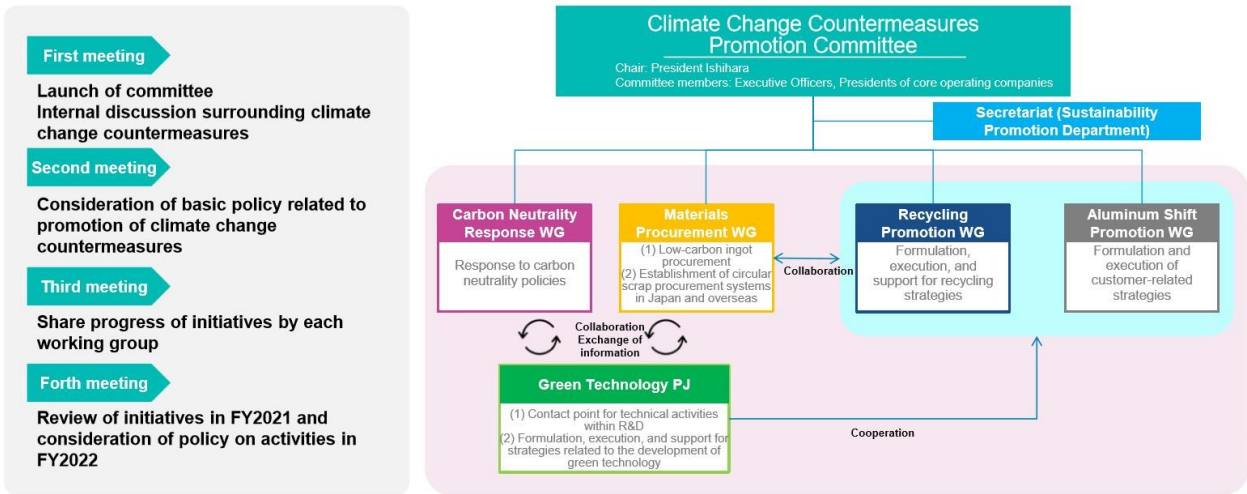 First meeting
Launch of committee
Internal discussion surrounding climate
change countermeasures
Second meeting
Consideration of basic policy related to
promotion of climate change
countermeasures
Third meeting
Share progress of initiatives by each
working group
Forth meeting
Review of initiatives in FY2021 and
consideration of policy on activities in
FY2022
Climate Change Countermeasures
Promotion Committee
Chair: President Ishihara
Committee members: Executive Officers, Presidents of core operating companies
Secretariat (Sustainability
Promotion Department)
Carbon Neutrality
Response WG
Response to carbon
neutrality policies
Materials
Procurement WG
(1) Low-carbon ingot
procurement
(2) Establishment of circular
scrap procurement systems
in Japan and overseas
Collaboration
Recycling
Promotion WG
Formulation,
execution, and
support for recycling
strategies
Aluminum Shift
Promotion WG
Formulation and
execution of
customer-related
strategies
Collaboration
Exchange of
information
Green Technology PJ
(1) Contact point for technical activities
within R&D
(2) Formulation, execution, and support for
strategies related to the development of
green technology
Cooperation